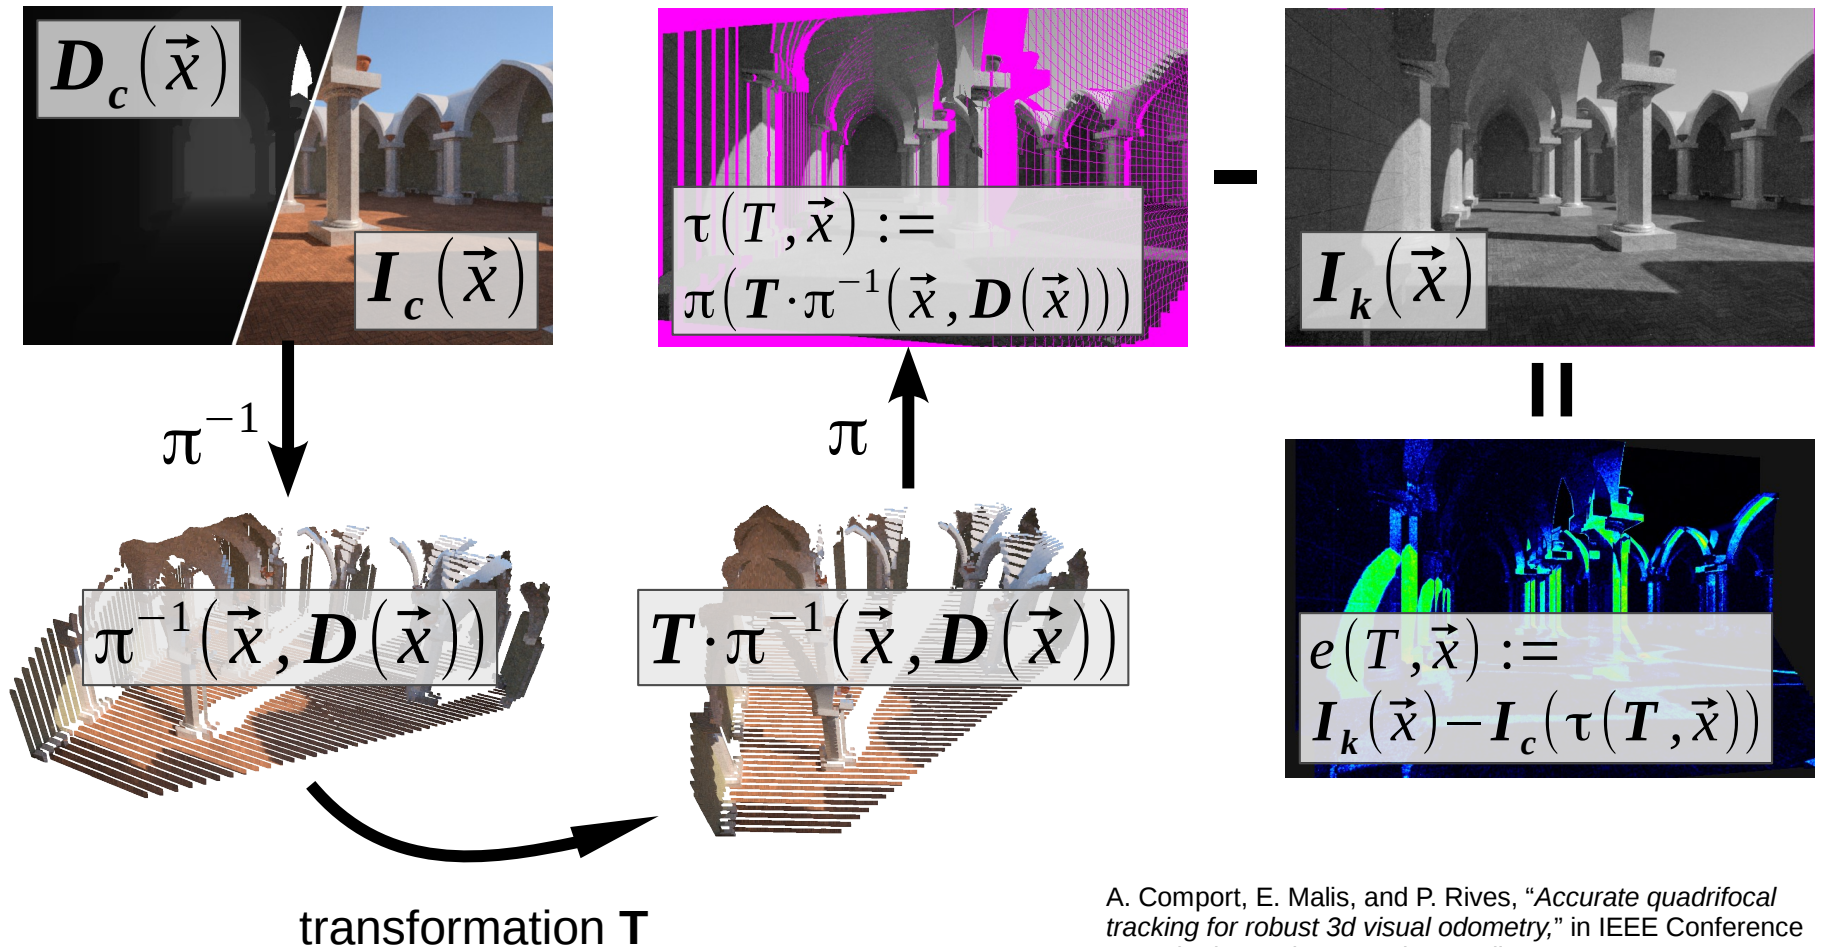 D_c(x⃗)
I_c(x⃗)
π⁻¹
π⁻¹(x⃗, D(x⃗))
transformation T
T·π⁻¹(x⃗, D(x⃗))
π
τ(T, x⃗) :=
π(T·π⁻¹(x⃗, D(x⃗)))
−
I_k(x⃗)
=
e(T, x⃗) :=
I_k(x⃗) − I_c(τ(T, x⃗))
A. Comport, E. Malis, and P. Rives, “Accurate quadrifocal
tracking for robust 3d visual odometry,” in IEEE Conference